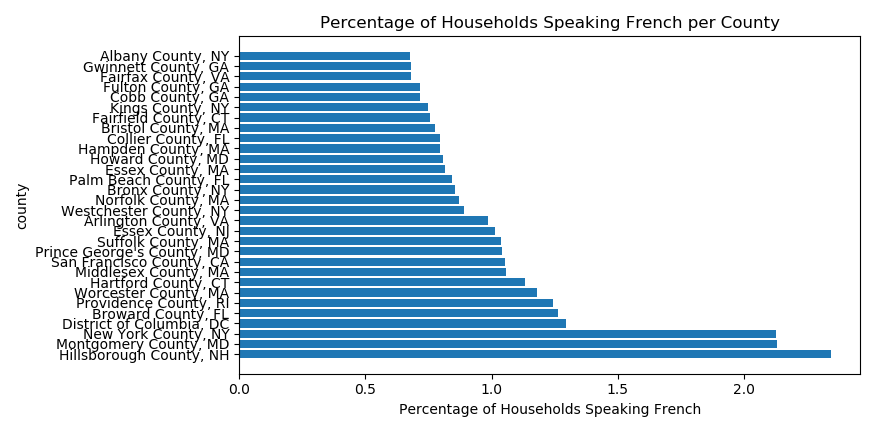 Percentage of Households Speaking French per County
Albany County, NY
Gwinnett County, GA
Fairfax County, VA
Fulton County, GA
Cobb County, GA
Kings County, NY
Fairfield County, CT
Bristol County, MA
Collier County, FL
Hampden County, MA
Howard County, MD
Essex County, MA
Palm Beach County, FL
Bronx County, NY
Norfolk County, MA
Westchester County, NY
Arlington County, VA
Essex County, NJ
Suffolk County, MA
Prince George's County, MD
San Francisco County, CA
Middlesex County, MA
Hartford County, CT
Worcester County, MA
Providence County, RI
Broward County, FL
District of Columbia, DC
New York County, NY
Montgomery County, MD
Hillsborough County, NH
county
0.0 0.5 1.0 1.5 2.0
Percentage of Households Speaking French